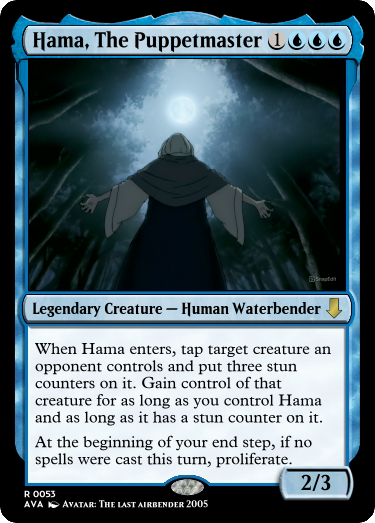 Hama, The Puppetmaster 1
Legendary Creature — Human Waterbender
When Hama enters, tap target creature an
opponent controls and put three stun
counters on it. Gain control of that
creature for as long as you control Hama
and as long as it has a stun counter on it.
At the beginning of your end step, if no
spells were cast this turn, proliferate.
2/3
R 0053
AVA Avatar: The last airbender 2005